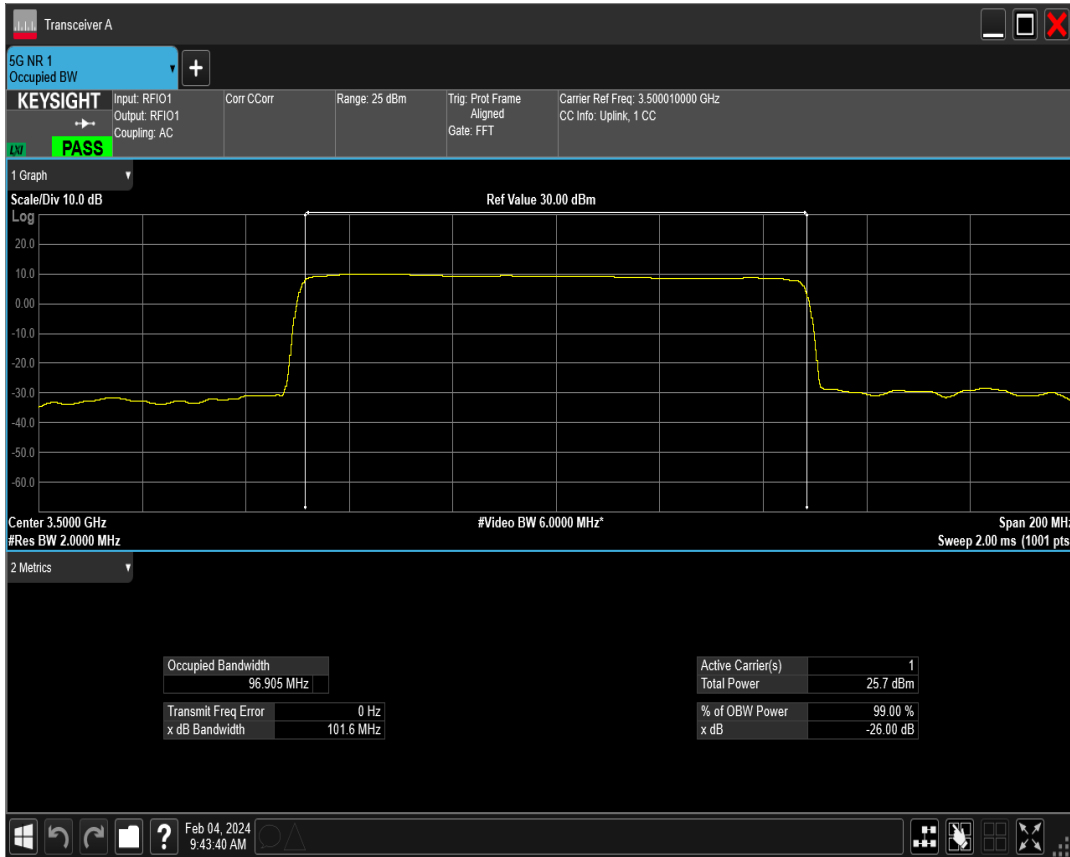 Transceiver A
5G NR 1
Occupied BW
KEYSIGHT
LXI
PASS
Input: RFIO1
Output: RFIO1
Coupling: AC
Corr CCorr
Range: 25 dBm
Trig: Prot Frame
Aligned
Gate: FFT
Carrier Ref Freq: 3.500010000 GHz
CC Info: Uplink, 1 CC
1 Graph
Scale/Div 10.0 dB
Ref Value 30.00 dBm
Log
20.0
10.0
0.00
-10.0
-20.0
-30.0
-40.0
-50.0
-60.0
Center 3.5000 GHz
#Video BW 6.0000 MHz*
Span 200 MHz
#Res BW 2.0000 MHz
Sweep 2.00 ms (1001 pts
2 Metrics
Occupied Bandwidth
96.905 MHz
Transmit Freq Error 0 Hz
x dB Bandwidth 101.6 MHz
Active Carrier(s) 1
Total Power 25.7 dBm
% of OBW Power 99.00 %
x dB -26.00 dB
?
Feb 04, 2024
9:43:40 AM